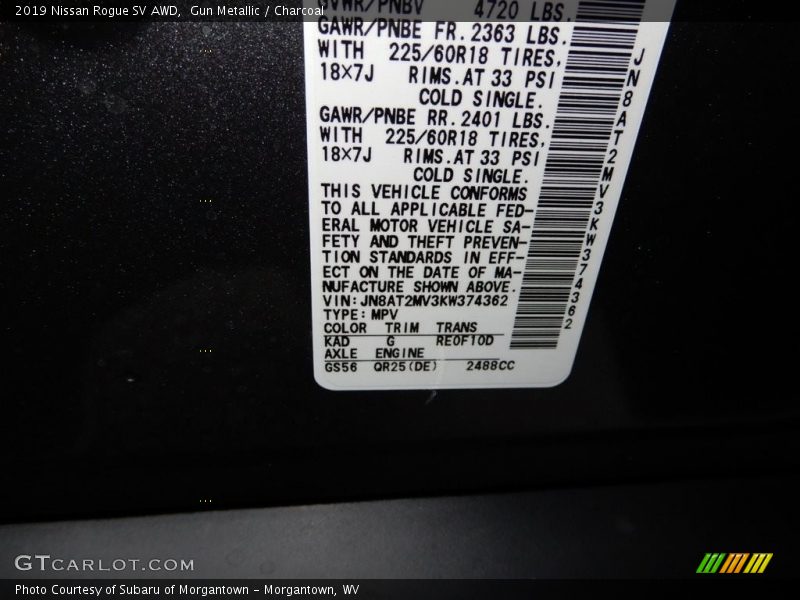 2019 Nissan Rogue SV AWD, Gun Metallic / Charcoal
GVWR/PNBV 4720 LBS.
GAWR/PNBE FR. 2363 LBS.
WITH 225/60R18 TIRES,
18×7J RIMS. AT 33 PSI
COLD SINGLE.
GAWR/PNBE RR. 2401 LBS.
WITH 225/60R18 TIRES,
18×7J RIMS. AT 33 PSI
COLD SINGLE.
THIS VEHICLE CONFORMS
TO ALL APPLICABLE FED-
ERAL MOTOR VEHICLE SA-
FETY AND THEFT PREVEN-
TION STANDARDS IN EFF-
ECT ON THE DATE OF MA-
NUFACTURE SHOWN ABOVE.
VIN: JN8AT2MV3KW374362
TYPE: MPV
COLOR TRIM TRANS
KAD G RE0F10D
AXLE ENGINE
GS56 QR25(DE) 2488CC
JN8AT2MV3KW374362
GTCARLOT.COM
Photo Courtesy of Subaru of Morgantown - Morgantown, WV